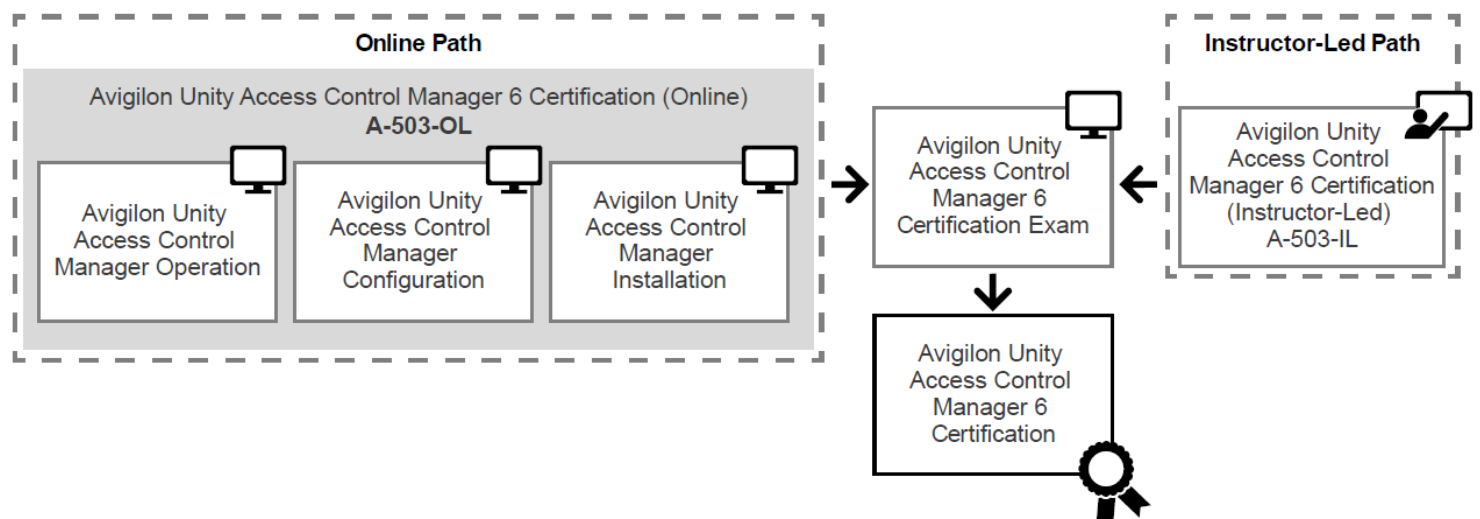 Online Path
Avigilon Unity Access Control Manager 6 Certification (Online)
A-503-OL
Avigilon Unity
Access Control
Manager Operation
Avigilon Unity
Access Control
Manager
Configuration
Avigilon Unity
Access Control
Manager
Installation
Avigilon Unity
Access Control
Manager 6
Certification Exam
Instructor-Led Path
Avigilon Unity
Access Control
Manager 6 Certification
(Instructor-Led)
A-503-IL
Avigilon Unity
Access Control
Manager 6
Certification